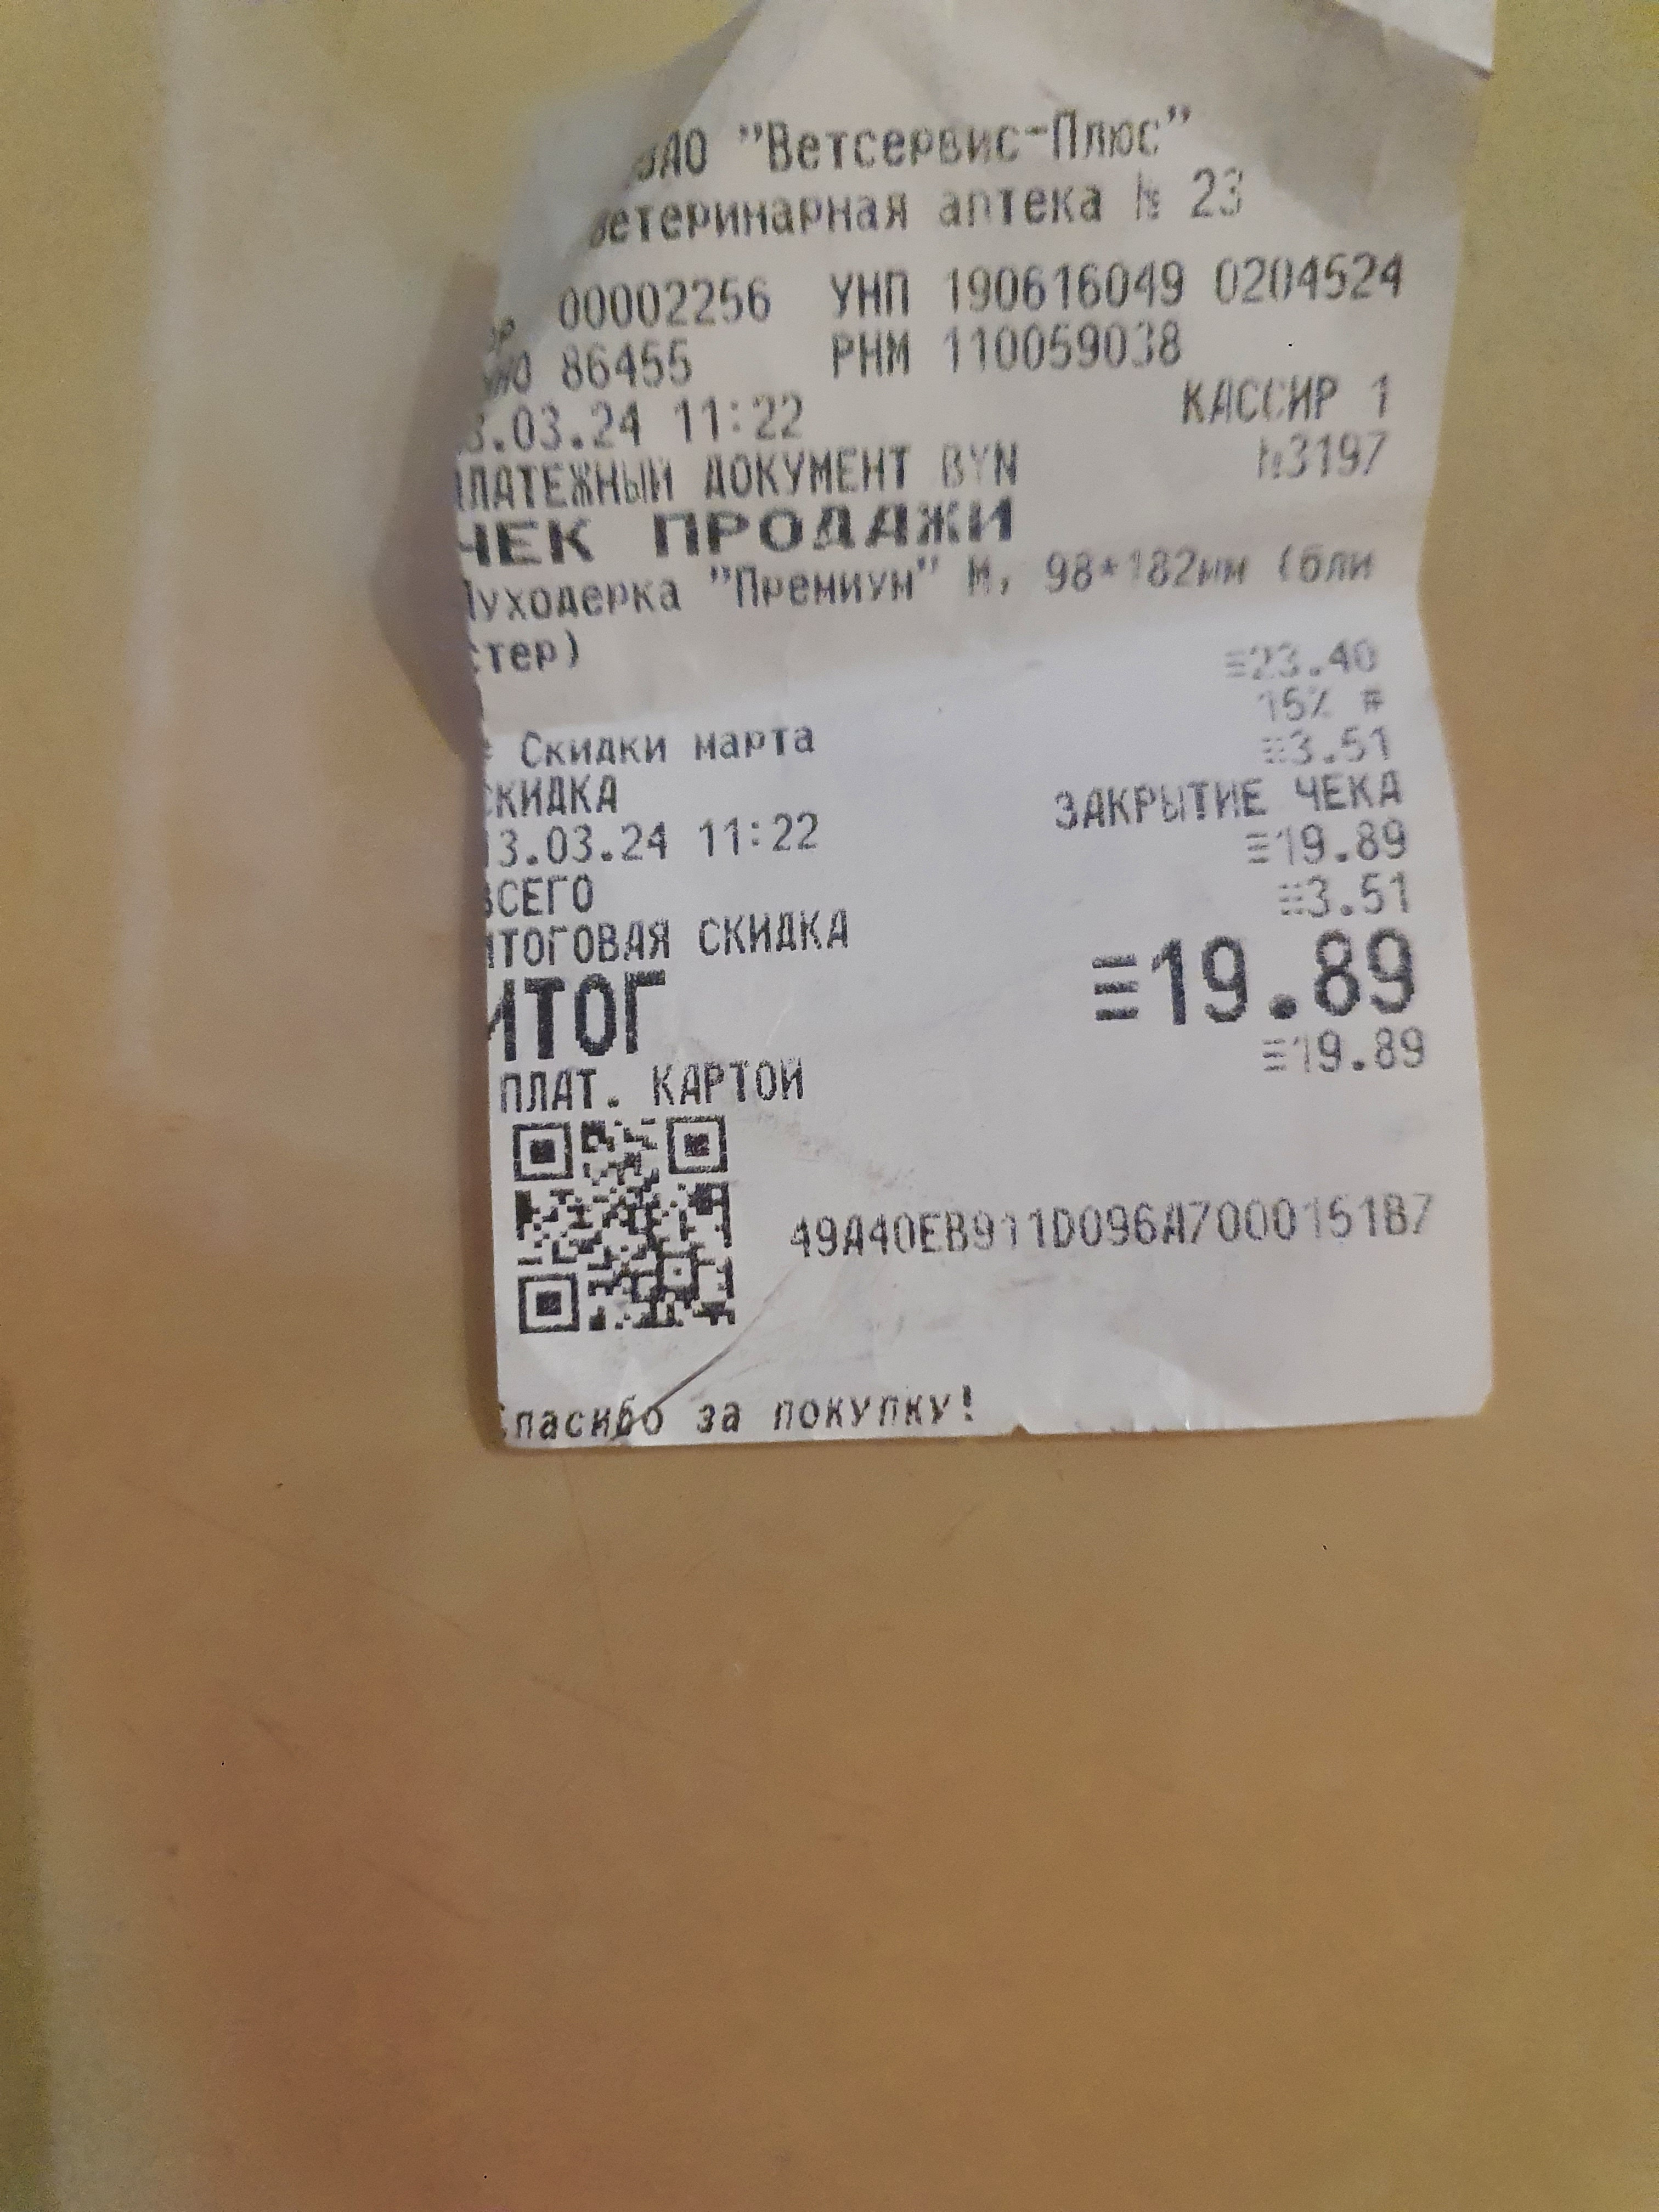 ЗАО "Ветсервис-Плюс"
Ветеринарная аптека № 23
00002256 УНП 190616049 0204524
86455 РНМ 110059038
КАССИР 1
3.03.24 11:22
ПЛАТЕЖНЫЙ ДОКУМЕНТ BYN №3197
ЧЕК ПРОДАЖИ
Пуходерка "Премиум" М, 98*182мм (бли
стер)
≡23.40
15% #
# Скидки марта
СКИДКА ≡3.51
13.03.24 11:22 ЗАКРЫТИЕ ЧЕКА
ВСЕГО ≡19.89
ИТОГОВАЯ СКИДКА ≡3.51
ИТОГ ≡19.89
ПЛАТ. КАРТОЙ ≡19.89
49A40EB911D096A7000151B7
Спасибо за покупку!